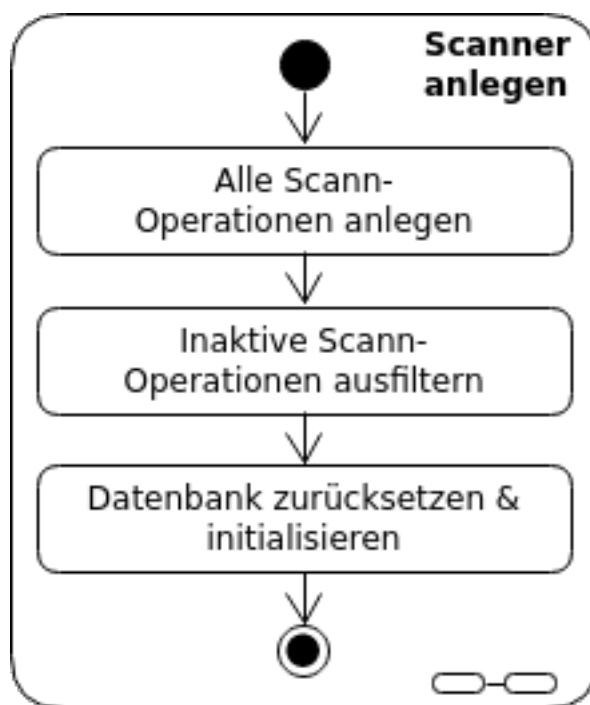 Scanner
anlegen
Alle Scann-
Operationen anlegen
Inaktive Scann-
Operationen ausfiltern
Datenbank zurücksetzen &
initialisieren